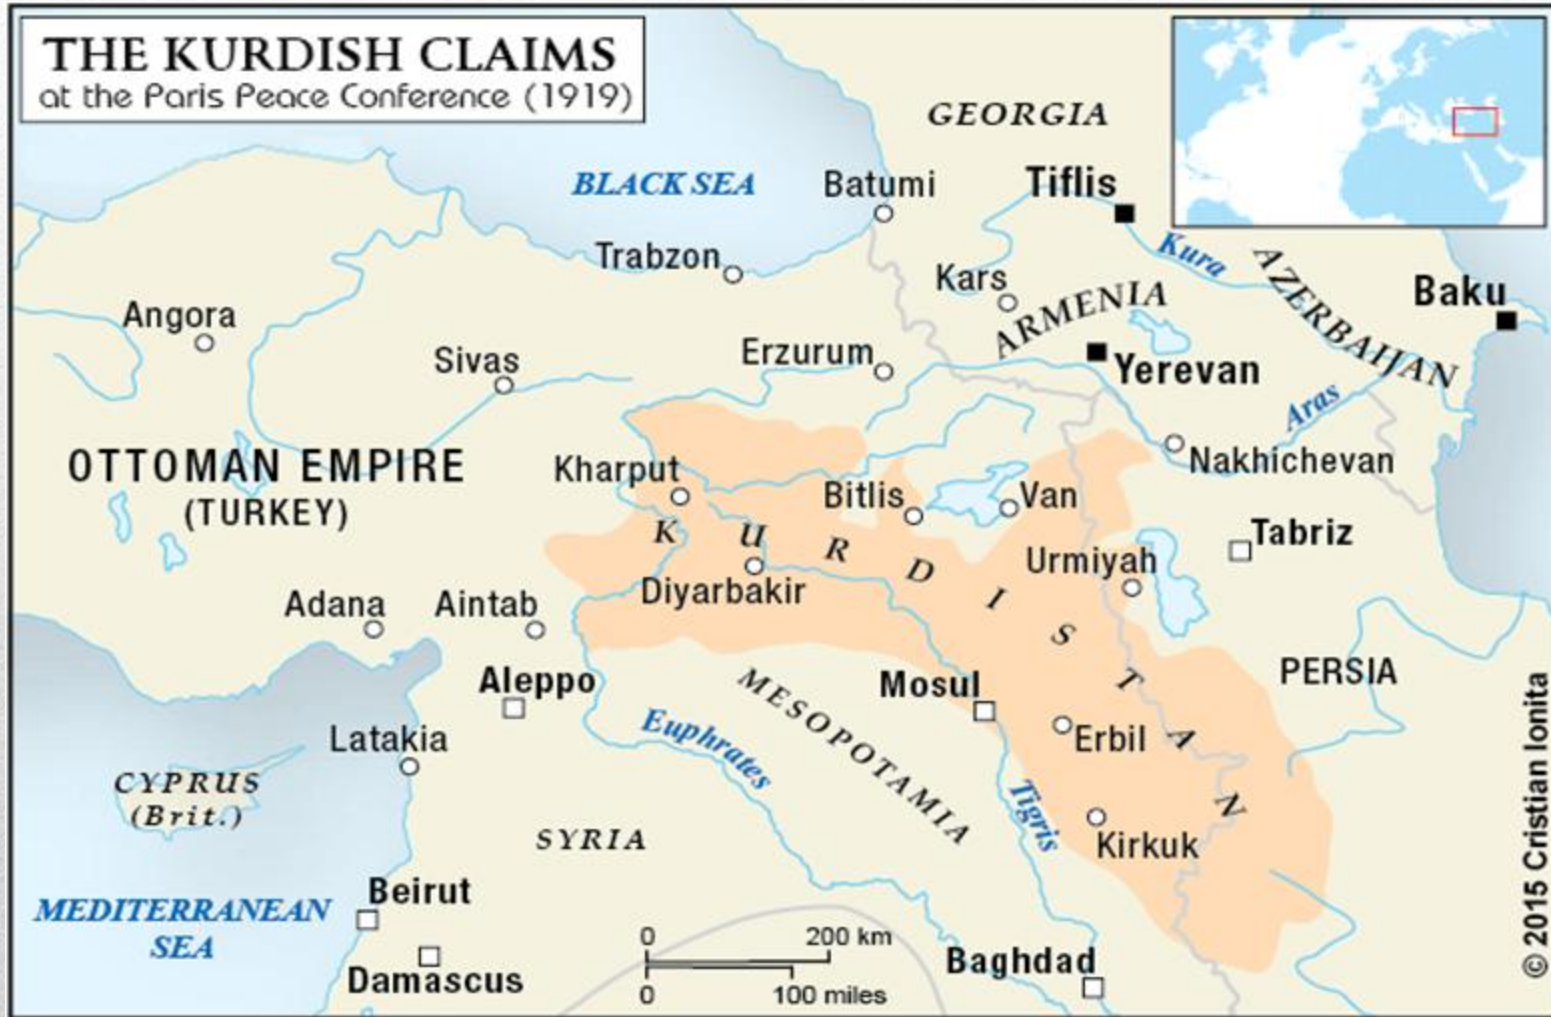 THE KURDISH CLAIMS
at the Paris Peace Conference (1919)
GEORGIA
BLACK SEA
Batumi
Tiflis
Trabzon
Kars
Kura
AZERBAIJAN
Baku
Angora
ARMENIA
Sivas
Erzurum
Yerevan
Aras
OTTOMAN EMPIRE
(TURKEY)
Kharput
Nakhichevan
Bitlis
Van
KURDISTAN
Tabriz
Urmiyah
Diyarbakir
Adana
Aintab
PERSIA
Aleppo
Mosul
MESOPOTAMIA
Euphrates
Latakia
Erbil
CYPRUS
(Brit.)
Tigris
SYRIA
Kirkuk
Beirut
MEDITERRANEAN
SEA
Damascus
0 200 km
0 100 miles
Baghdad
© 2015 Cristian Ionita